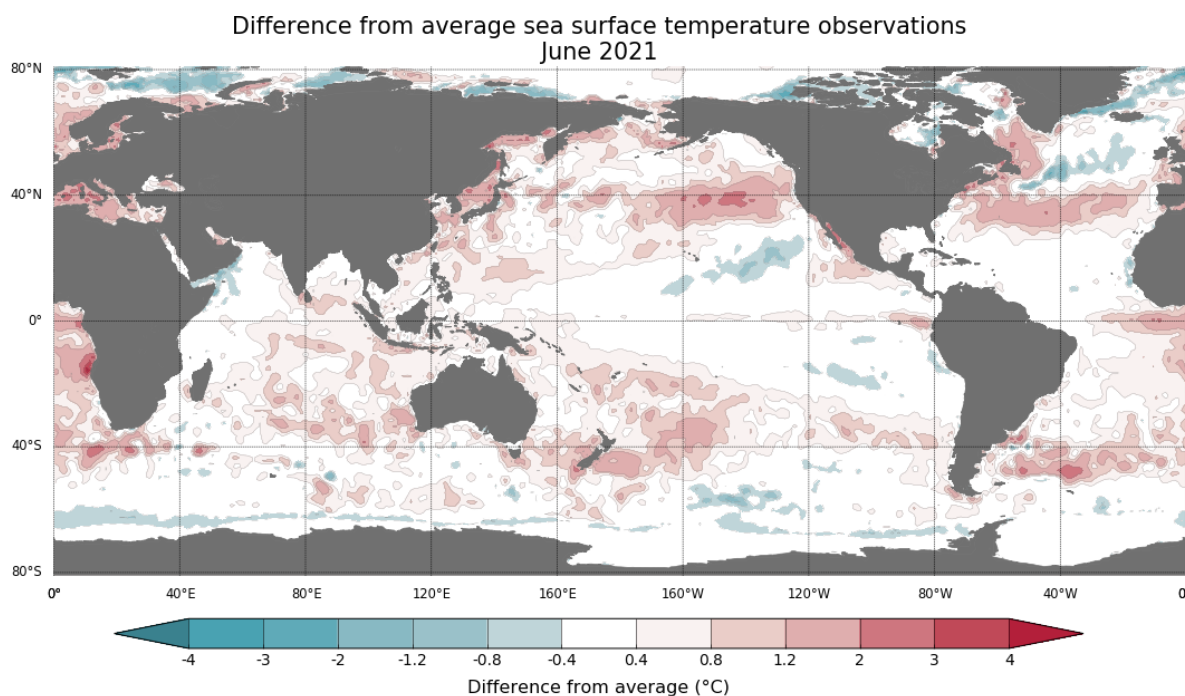 Difference from average sea surface temperature observations
June 2021
80°N
40°N
0°
40°S
80°S
0° 40°E 80°E 120°E 160°E 160°W 120°W 80°W 40°W 0°
-4 -3 -2 -1.2 -0.8 -0.4 0.4 0.8 1.2 2 3 4
Difference from average (°C)